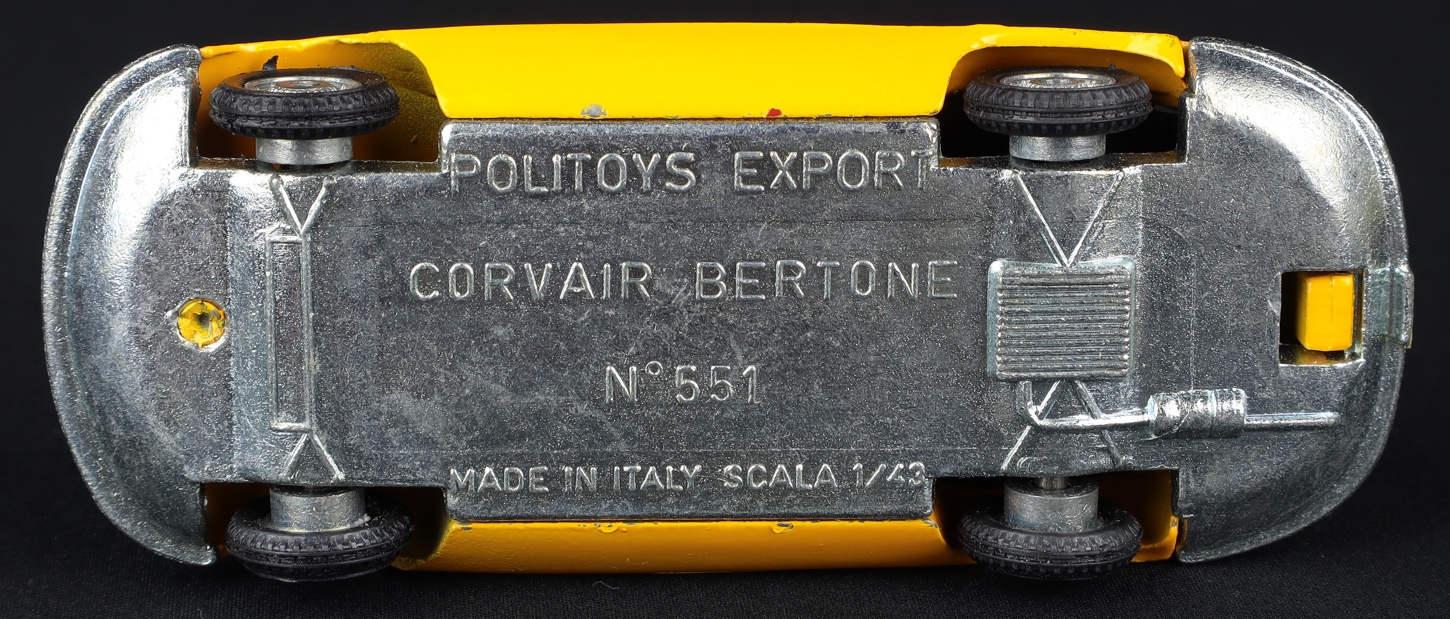 POLITOYS EXPORT
CORVAIR BERTONE
N° 551
MADE IN ITALY SCALA 1/43